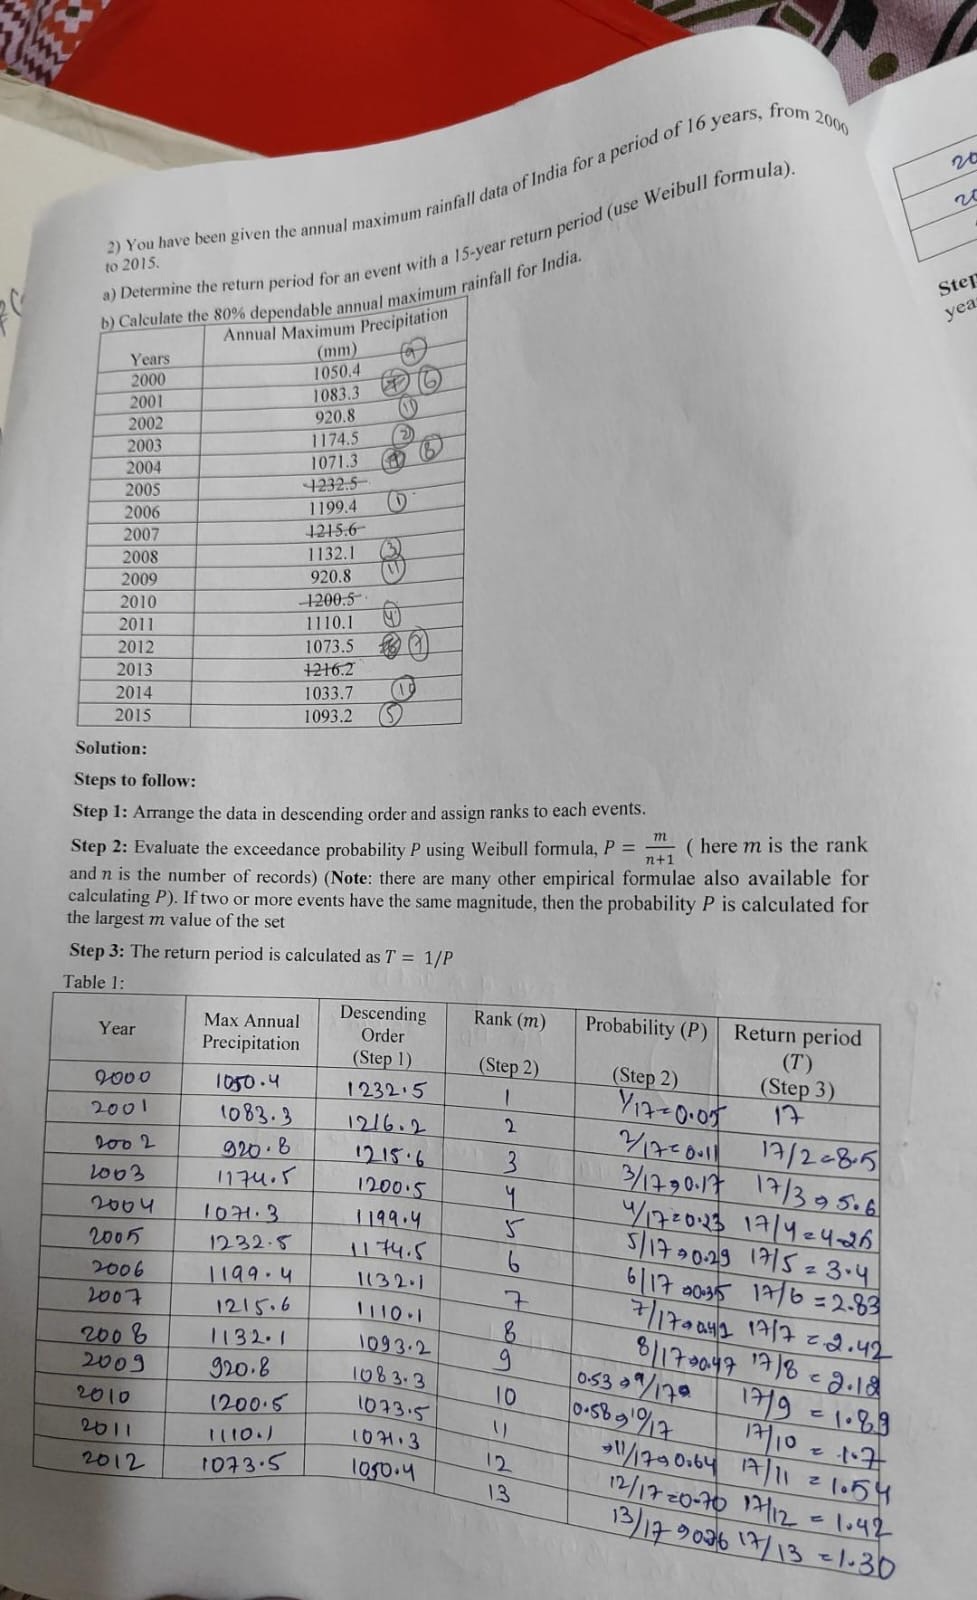 2) You have been given the annual maximum rainfall data of India for a period of 16 years, from 2000
to 2015.
a) Determine the return period for an event with a 15-year return period (use Weibull formula).
b) Calculate the 80% dependable annual maximum rainfall for India.
Years Annual Maximum Precipitation (mm)
2000 1050.4 9
2001 1083.3 6
2002 920.8 11
2003 1174.5 2
2004 1071.3 8
2005 1232.5
2006 1199.4 1
2007 1215.6
2008 1132.1 3
2009 920.8 11
2010 1200.5
2011 1110.1 4
2012 1073.5 7
2013 1216.2
2014 1033.7 10
2015 1093.2 5
Solution:
Steps to follow:
Step 1: Arrange the data in descending order and assign ranks to each events.
Step 2: Evaluate the exceedance probability P using Weibull formula, P = m/n+1 ( here m is the rank
and n is the number of records) (Note: there are many other empirical formulae also available for
calculating P). If two or more events have the same magnitude, then the probability P is calculated for
the largest m value of the set
Step 3: The return period is calculated as T = 1/P
Table 1:
Year Max Annual Precipitation Descending Order (Step 1) Rank (m) (Step 2) Probability (P) (Step 2) Return period (T) (Step 3)
2000 1050.4 1232.5 1 1/17=0.05 17
2001 1083.3 1216.2 2 2/17=0.11 17/2=8.5
2002 920.8 1215.6 3 3/17⇒0.17 17/3⇒5.6
2003 1174.5 1200.5 4 4/17=0.23 17/4=4.25
2004 1071.3 1199.4 5 5/17⇒0.29 17/5=3.4
2005 1232.5 1174.5 6 6/17⇒0.35 17/6=2.83
2006 1199.4 1132.1 7 7/17⇒0.41 17/7=2.42
2007 1215.6 1110.1 8 8/17⇒0.47 17/8=2.12
2008 1132.1 1093.2 9 0.53⇒9/17 17/9=1.89
2009 920.8 1083.3 10 0.58⇒10/17 17/10=1.7
2010 1200.5 1073.5 11 ⇒11/17⇒0.64 17/11=1.54
2011 1110.1 1071.3 12 12/17=0.70 17/12=1.42
2012 1073.5 1050.4 13 13/17⇒0.76 17/13=1.30
20
20
Step
yea